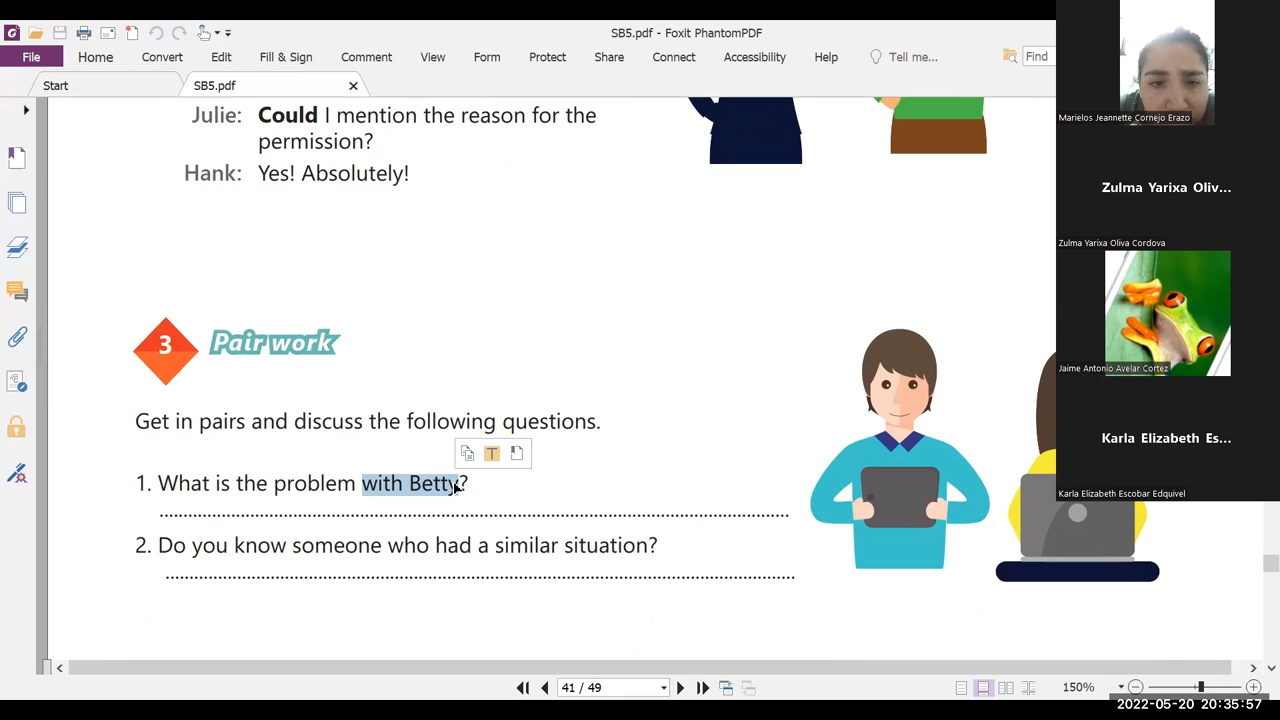 SB5.pdf - Foxit PhantomPDF
File Home Convert Edit Fill & Sign Comment View Form Protect Share Connect Accessibility Help Tell me... Find
Start SB5.pdf
Julie: Could I mention the reason for the
permission?
Hank: Yes! Absolutely!
3 Pair work
Get in pairs and discuss the following questions.
T
1. What is the problem with Betty?
2. Do you know someone who had a similar situation?
41 / 49
150%
Marielos Jeannette Cornejo Erazo
Zulma Yarixa Oliv...
Zulma Yarixa Oliva Cordova
Jaime Antonio Avelar Cortez
Karla Elizabeth Es...
Karla Elizabeth Escobar Edquivel
2022-05-20 20:35:57